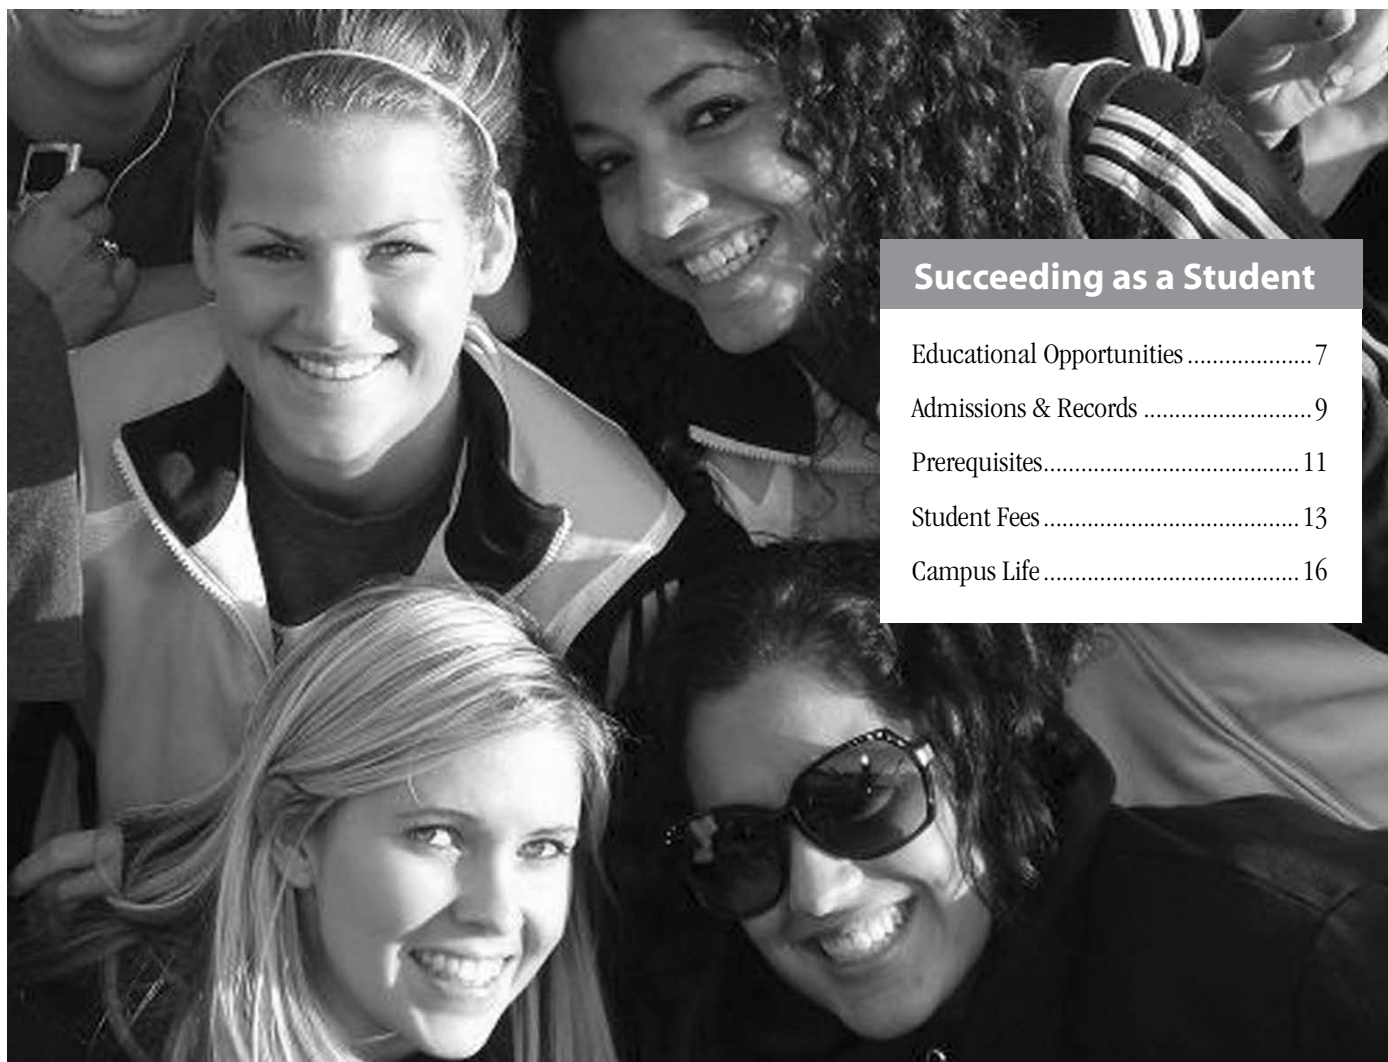 Succeeding as a Student
Educational Opportunities ....................7
Admissions & Records ...........................9
Prerequisites......................................... 11
Student Fees......................................... 13
Campus Life......................................... 16